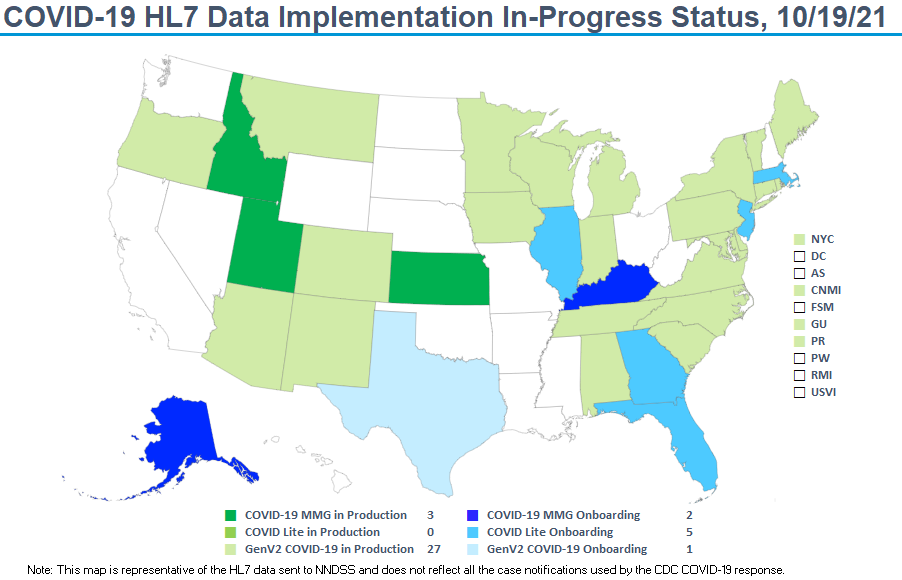 COVID-19 HL7 Data Implementation In-Progress Status, 10/19/21
NYC
DC
AS
CNMI
FSM
GU
PR
PW
RMI
USVI
COVID-19 MMG in Production 3
COVID-19 MMG Onboarding 2
COVID Lite in Production 0
COVID Lite Onboarding 5
GenV2 COVID-19 in Production 27
GenV2 COVID-19 Onboarding 1
Note: This map is representative of the HL7 data sent to NNDSS and does not reflect all the case notifications used by the CDC COVID-19 response.